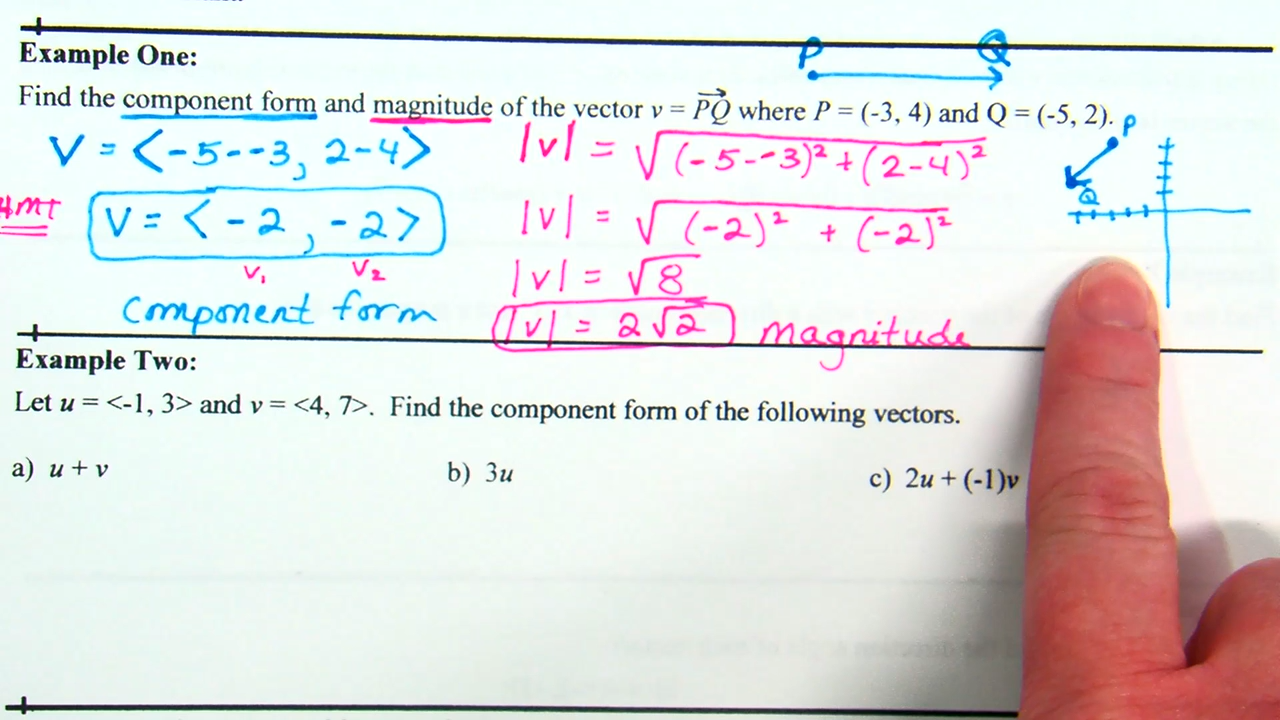 P Q
Example One:
Find the component form and magnitude of the vector v = PQ where P = (-3, 4) and Q = (-5, 2).
V = <-5--3, 2-4>
|v| = √(-5--3)² + (2-4)²
P
Q
HMT
V = <-2, -2>
|v| = √(-2)² + (-2)²
V₁ V₂
|v| = √8
Component form
|v| = 2√2 magnitude
Example Two:
Let u = <-1, 3> and v = <4, 7>. Find the component form of the following vectors.
a) u + v
b) 3u
c) 2u + (-1)v